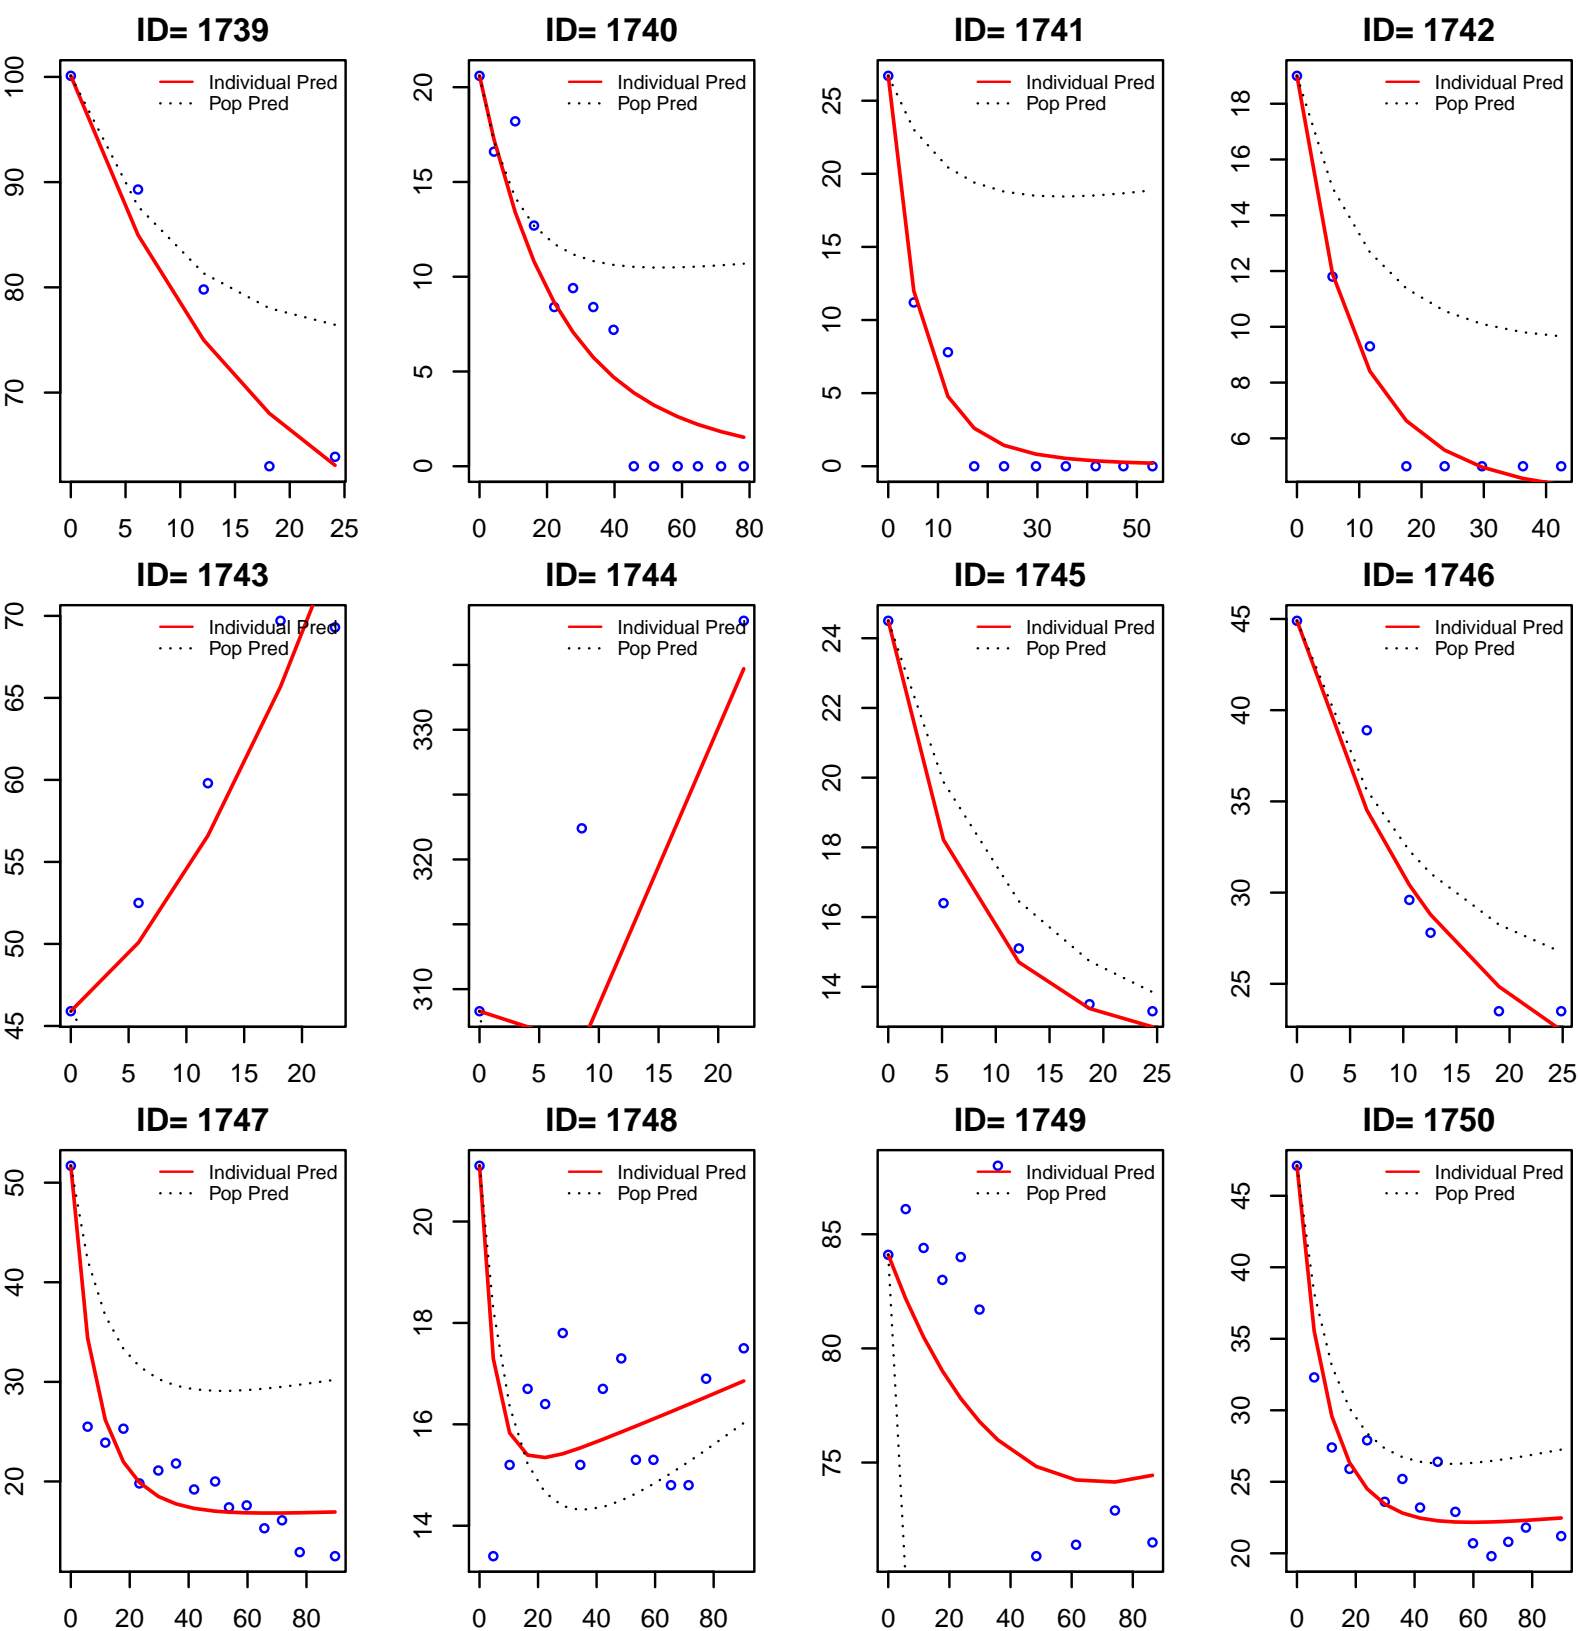 ID= 1739
ID= 1740
ID= 1741
ID= 1742
Individual Pred
Pop Pred
70 80 90 100
0 5 10 15 20 25
Individual Pred
Pop Pred
0 5 10 15 20
0 20 40 60 80
Individual Pred
Pop Pred
0 5 10 15 20 25
0 10 30 50
Individual Pred
Pop Pred
6 8 10 12 14 16 18
0 10 20 30 40
ID= 1743
ID= 1744
ID= 1745
ID= 1746
Individual Pred
Pop Pred
45 50 55 60 65 70
0 5 10 15 20
Individual Pred
Pop Pred
310 320 330
0 5 10 15 20
Individual Pred
Pop Pred
14 16 18 20 22 24
0 5 10 15 20 25
Individual Pred
Pop Pred
25 30 35 40 45
0 5 10 15 20 25
ID= 1747
ID= 1748
ID= 1749
ID= 1750
Individual Pred
Pop Pred
20 30 40 50
0 20 40 60 80
Individual Pred
Pop Pred
14 16 18 20
0 20 40 60 80
Individual Pred
Pop Pred
75 80 85
0 20 40 60 80
Individual Pred
Pop Pred
20 25 30 35 40 45
0 20 40 60 80